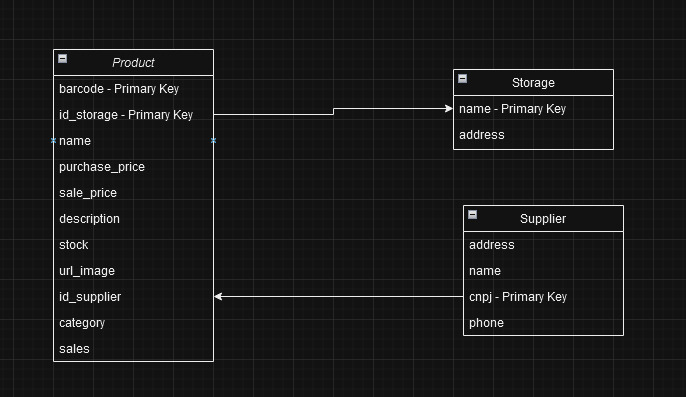 Product
barcode - Primary Key
id_storage - Primary Key
name
purchase_price
sale_price
description
stock
url_image
id_supplier
category
sales
Storage
name - Primary Key
address
Supplier
address
name
cnpj - Primary Key
phone